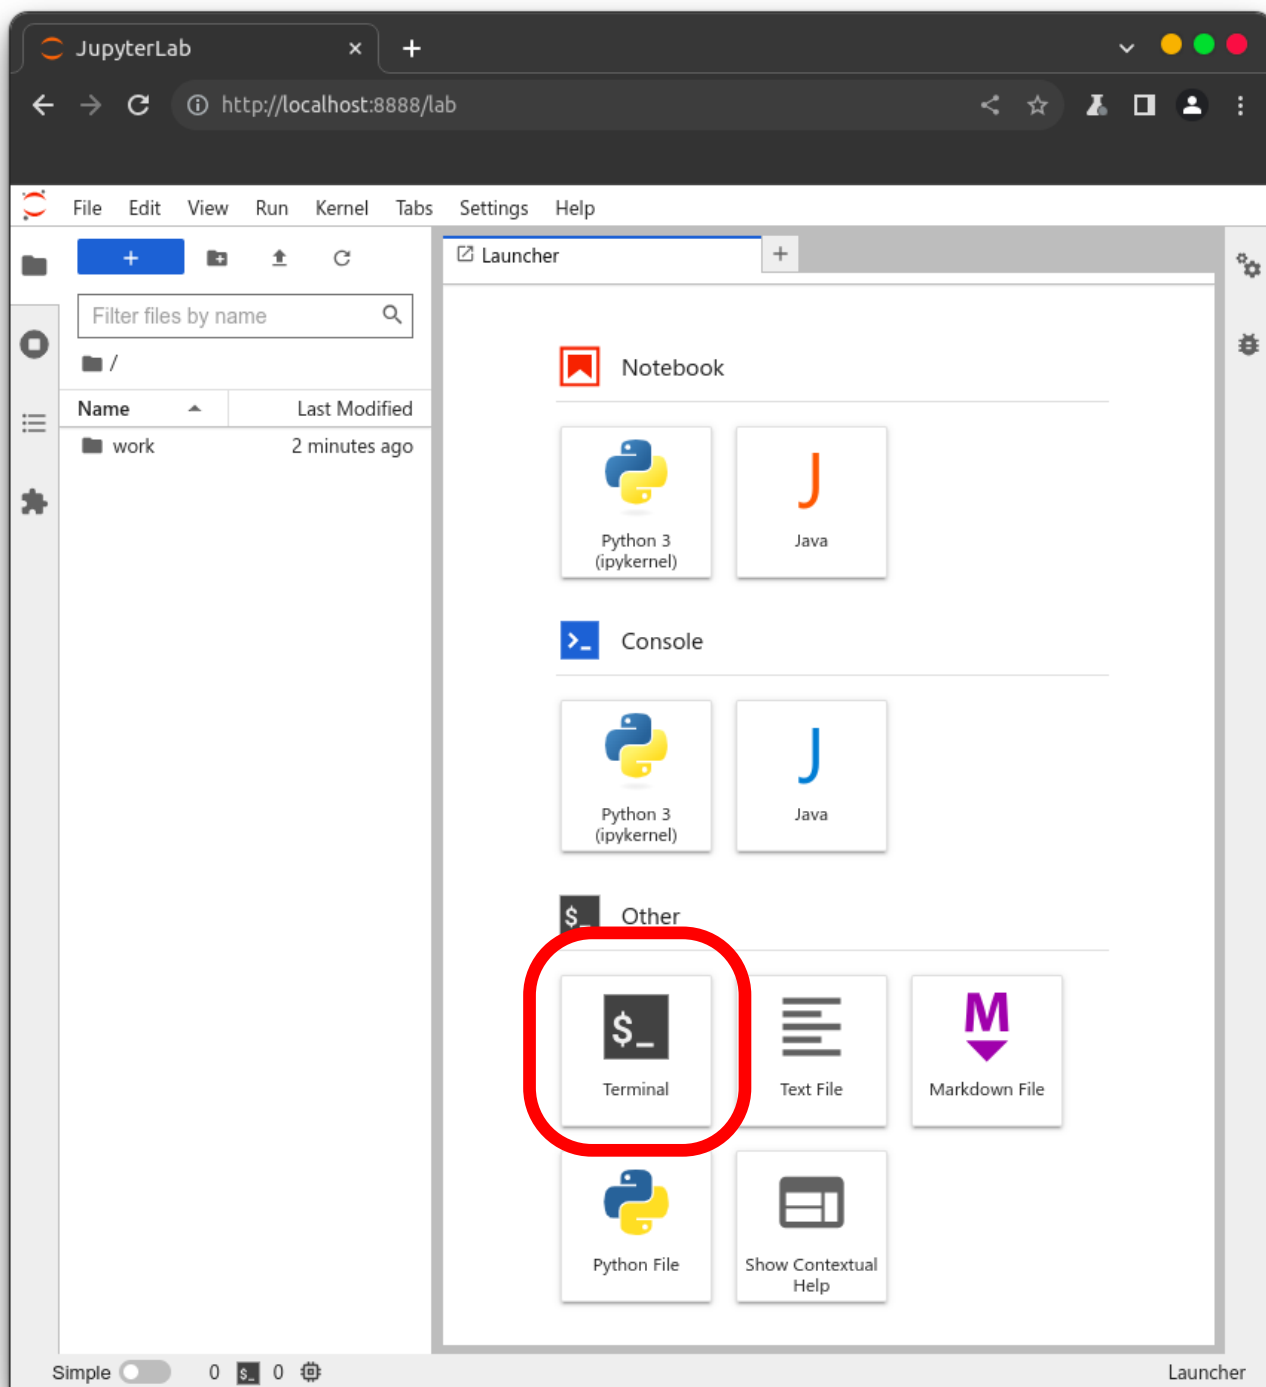 JupyterLab
http://localhost:8888/lab
File Edit View Run Kernel Tabs Settings Help
Launcher
Filter files by name
/
Name Last Modified
work 2 minutes ago
Notebook
Python 3
(ipykernel)
J
Java
>_ Console
Python 3
(ipykernel)
J
Java
$_ Other
$_
Terminal
Text File
M
Markdown File
Python File
Show Contextual
Help
Simple 0 $_ 0 Launcher